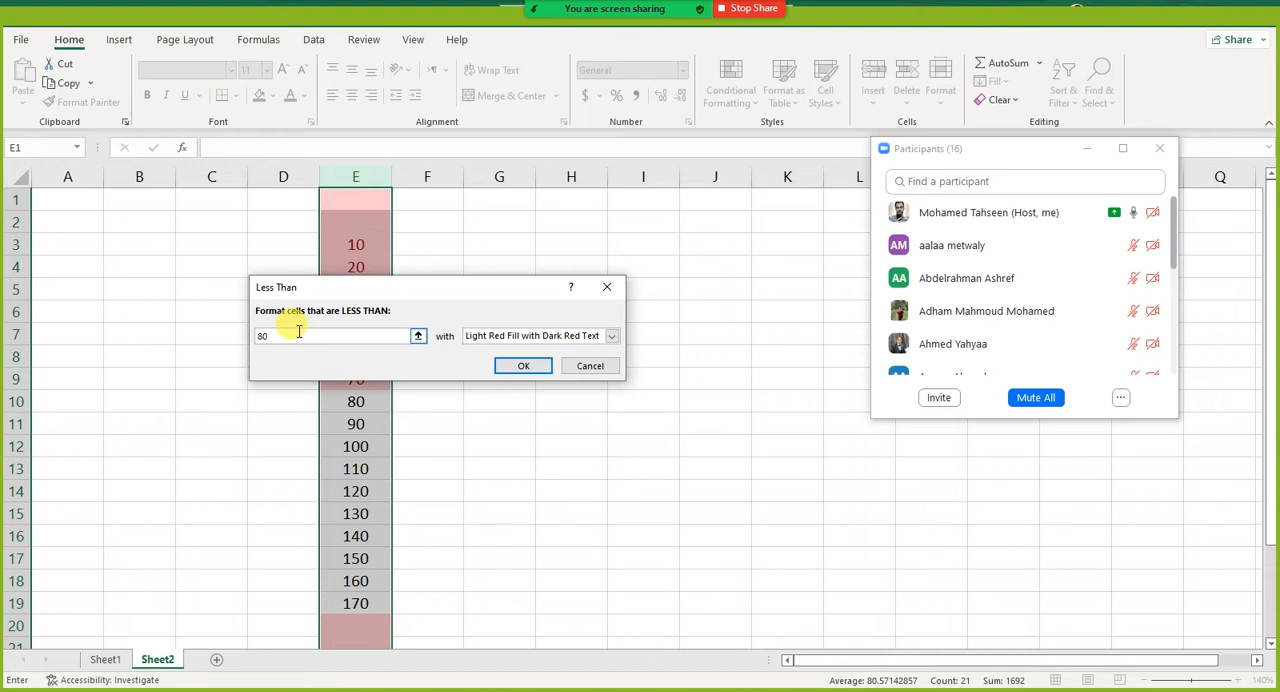 You are screen sharing
Stop Share
File Home Insert Page Layout Formulas Data Review View Help
Share
Paste
Cut
Copy
Format Painter
Clipboard
11
B I U
Font
Wrap Text
Merge & Center
Alignment
General
$ % 9
Number
Conditional Formatting
Format as Table
Cell Styles
Styles
Insert Delete Format
Cells
AutoSum
Fill
Clear
Sort & Filter
Find & Select
Editing
E1
fx
A B C D E F G H I J K L Q
1
2
3 10
4 20
5
6
7
8
9 70
10 80
11 90
12 100
13 110
14 120
15 130
16 140
17 150
18 160
19 170
20
21
Less Than
?
Format cells that are LESS THAN:
80 with Light Red Fill with Dark Red Text
OK Cancel
Participants (16)
Find a participant
Mohamed Tahseen (Host, me)
AM aalaa metwaly
AA Abdelrahman Ashref
Adham Mahmoud Mohamed
Ahmed Yahyaa
Invite Mute All ...
Sheet1 Sheet2
Enter Accessibility: Investigate Average: 80.57142857 Count: 21 Sum: 1692 140%